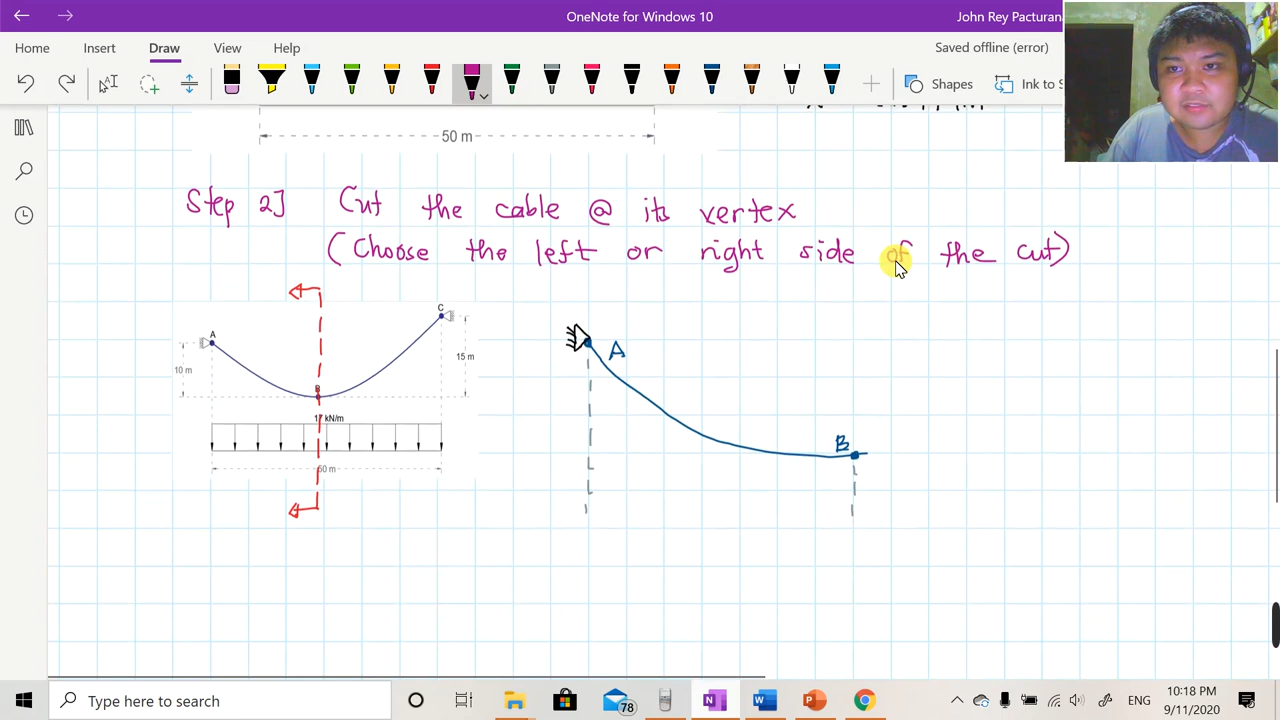 OneNote for Windows 10
John Rey Pacturan
Home Insert Draw View Help
Saved offline (error)
Shapes
Ink to S
50 m
Step 2] Cut the cable @ its vertex
(Choose the left or right side of the cut)
C
A
10 m
15 m
B
17 kN/m
50 m
A
B
Type here to search
78
ENG
10:18 PM
9/11/2020